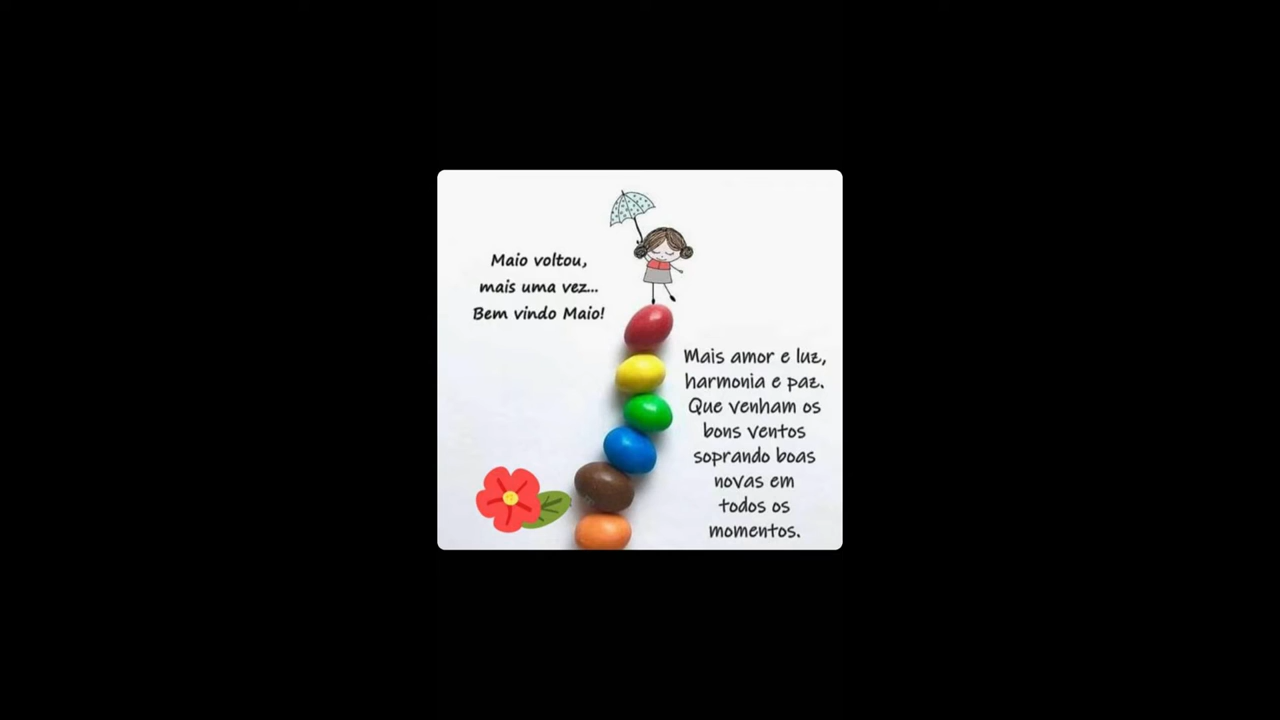 Maio voltou,
mais uma vez...
Bem vindo Maio!
Mais amor e luz,
harmonia e paz.
Que venham os
bons ventos
soprando boas
novas em
todos os
momentos.